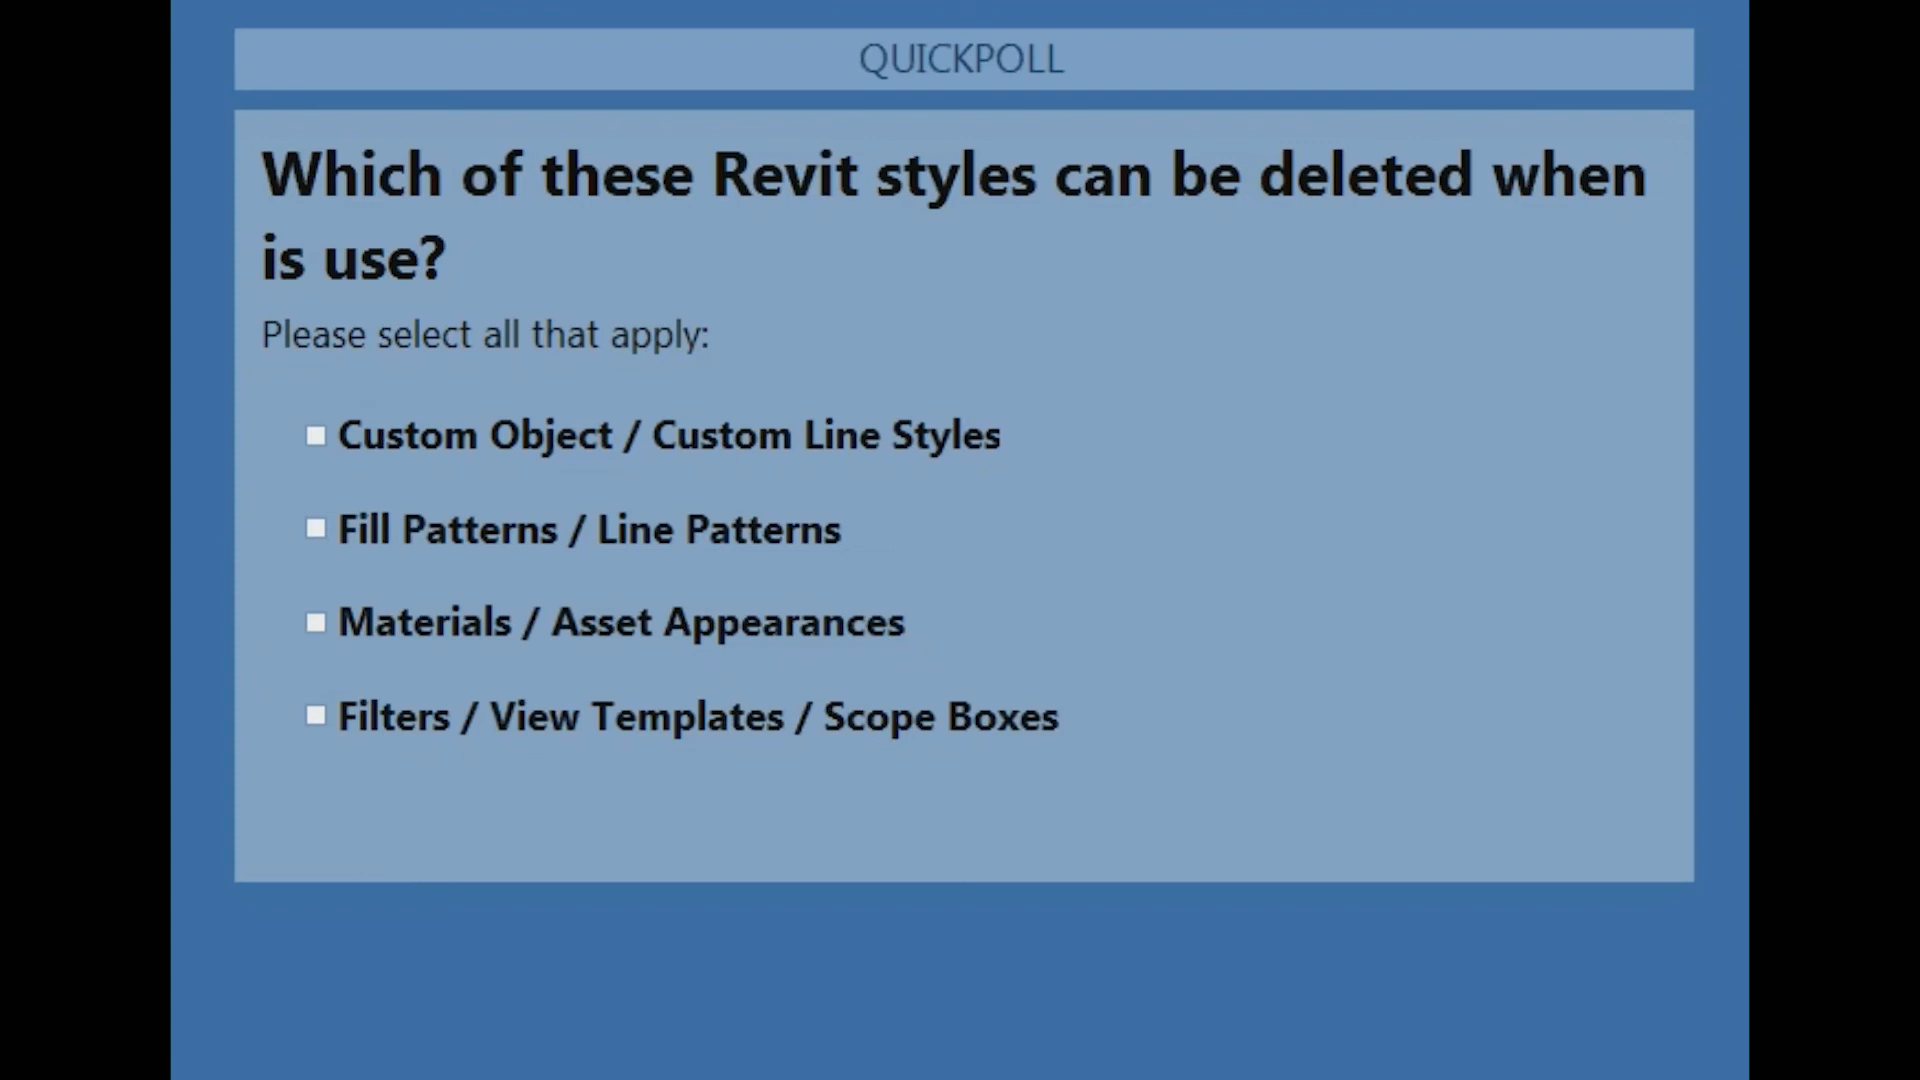 QUICKPOLL
Which of these Revit styles can be deleted when
is use?
Please select all that apply:
Custom Object / Custom Line Styles
Fill Patterns / Line Patterns
Materials / Asset Appearances
Filters / View Templates / Scope Boxes